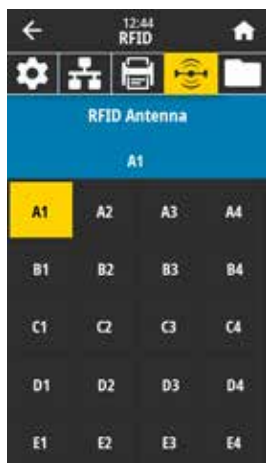 12:44
RFID
RFID Antenna
A1
A1 A2 A3 A4
B1 B2 B3 B4
C1 C2 C3 C4
D1 D2 D3 D4
E1 E2 E3 E4